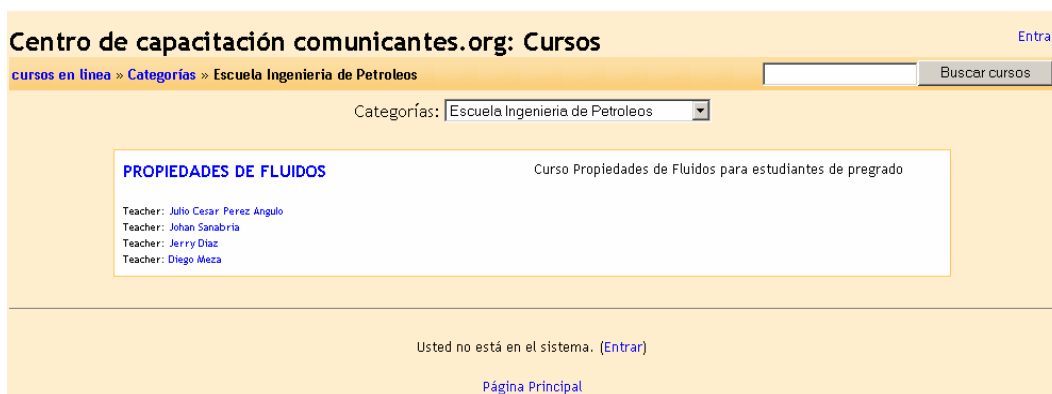 Centro de capacitación comunicantes.org: Cursos
Entra
cursos en linea » Categorías » Escuela Ingenieria de Petroleos
Buscar cursos
Categorías: Escuela Ingenieria de Petroleos
PROPIEDADES DE FLUIDOS
Curso Propiedades de Fluidos para estudiantes de pregrado
Teacher: Julio Cesar Perez Angulo
Teacher: Johan Sanabria
Teacher: Jerry Diaz
Teacher: Diego Meza
Usted no está en el sistema. (Entrar)
Página Principal